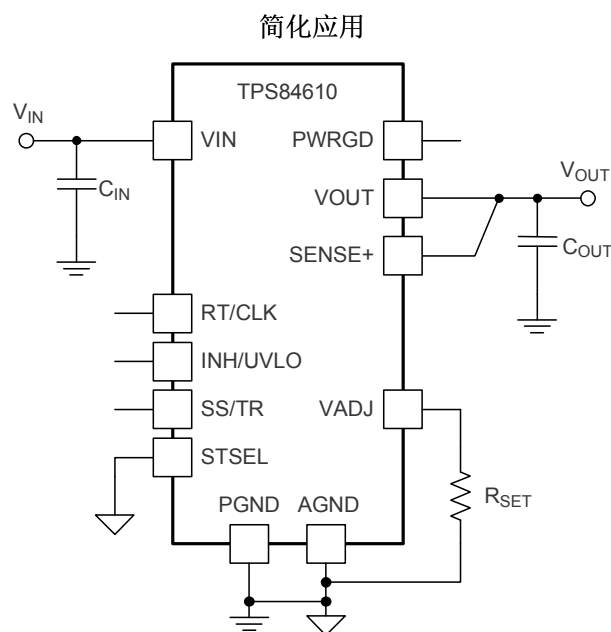 简化应用
TPS84610
VIN
VIN
CIN
PWRGD
VOUT
VOUT
SENSE+
COUT
RT/CLK
INH/UVLO
SS/TR
VADJ
STSEL
RSET
PGND
AGND